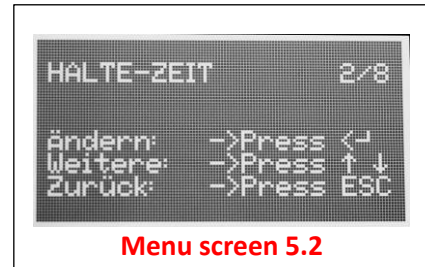 HALTE-ZEIT 2/8
Ändern: ->Press <┘
Weitere: ->Press ↑ ↓
Zurück: ->Press ESC
Menu screen 5.2